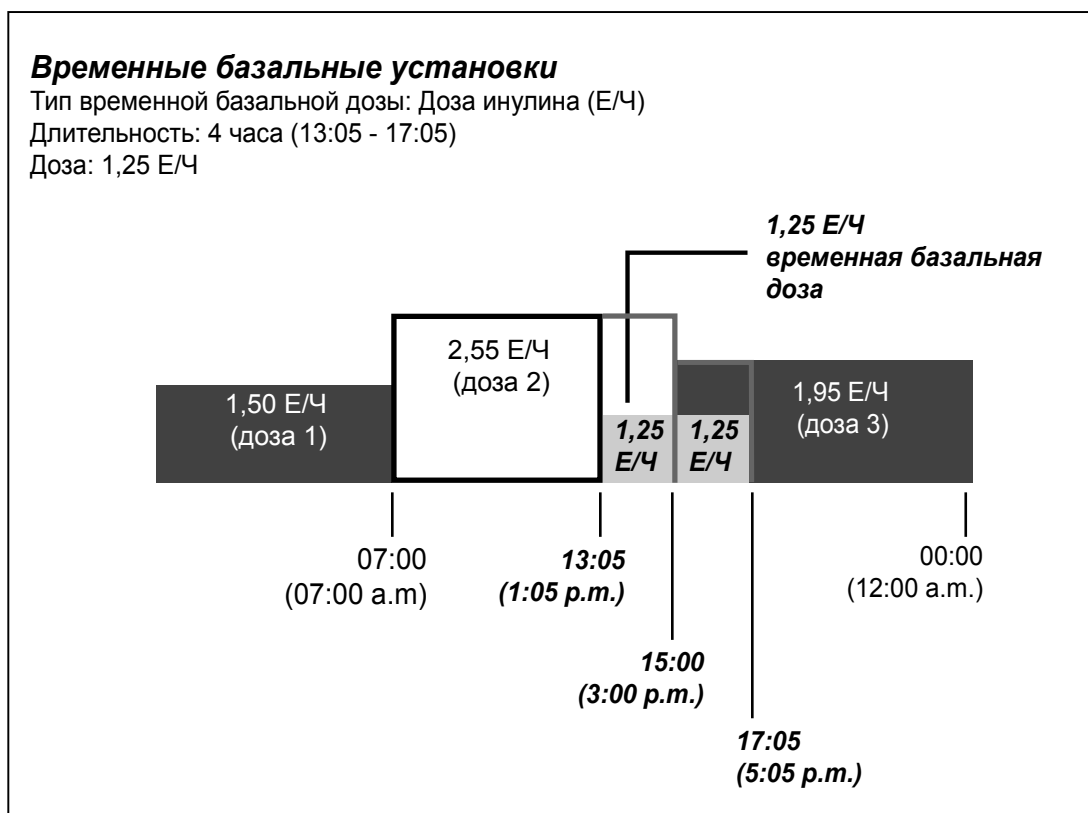 Временные базальные установки
Тип временной базальной дозы: Доза инулина (Е/Ч)
Длительность: 4 часа (13:05 - 17:05)
Доза: 1,25 Е/Ч
1,25 Е/Ч
временная базальная
доза
2,55 Е/Ч
(доза 2)
1,50 Е/Ч
(доза 1)
1,25
Е/Ч
1,25
Е/Ч
1,95 Е/Ч
(доза 3)
07:00
(07:00 a.m)
13:05
(1:05 p.m.)
00:00
(12:00 a.m.)
15:00
(3:00 p.m.)
17:05
(5:05 p.m.)